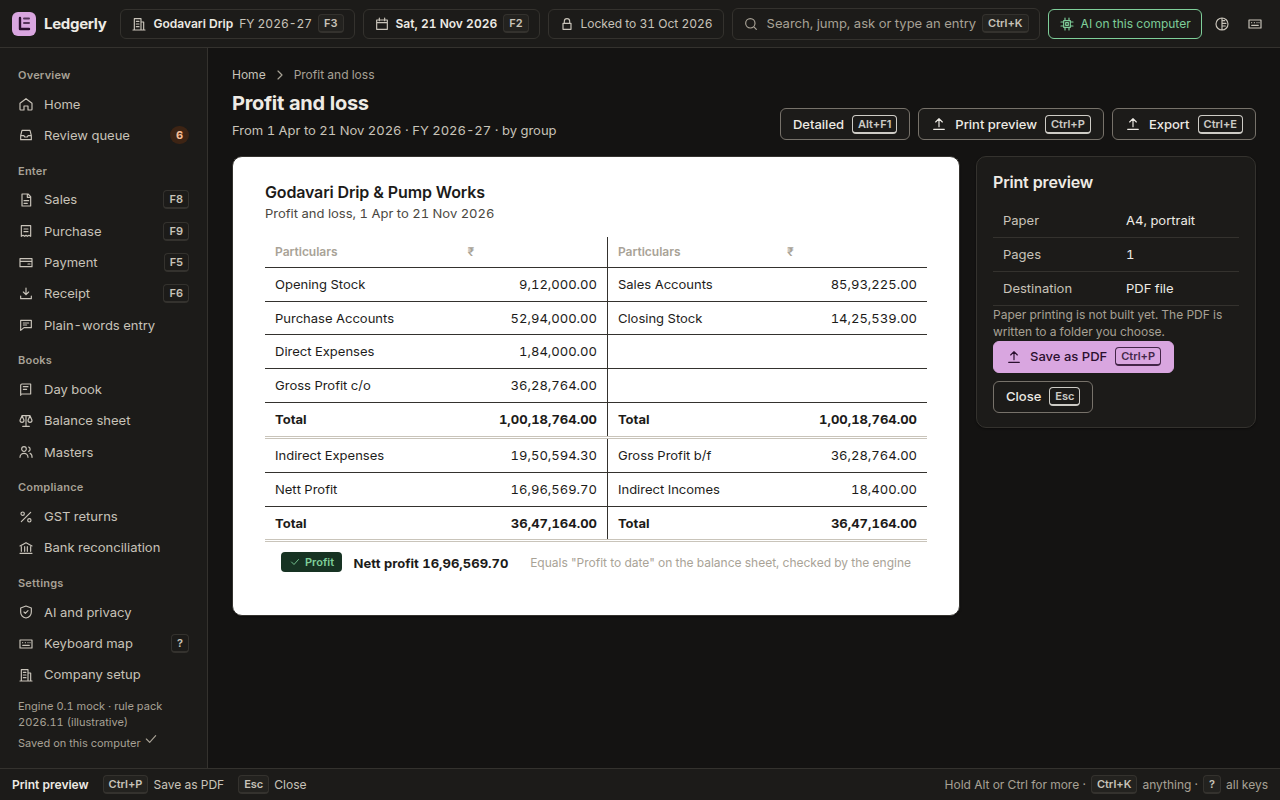 Ledgerly
Godavari Drip FY 2026-27 F3
Sat, 21 Nov 2026 F2
Locked to 31 Oct 2026
Search, jump, ask or type an entry Ctrl+K
AI on this computer
Overview
Home
Review queue 6
Enter
Sales F8
Purchase F9
Payment F5
Receipt F6
Plain-words entry
Books
Day book
Balance sheet
Masters
Compliance
GST returns
Bank reconciliation
Settings
AI and privacy
Keyboard map ?
Company setup
Engine 0.1 mock · rule pack
2026.11 (illustrative)
Saved on this computer
Home Profit and loss
Profit and loss
From 1 Apr to 21 Nov 2026 · FY 2026-27 · by group
Detailed Alt+F1
Print preview Ctrl+P
Export Ctrl+E
Godavari Drip & Pump Works
Profit and loss, 1 Apr to 21 Nov 2026
Particulars ₹ Particulars ₹
Opening Stock 9,12,000.00 Sales Accounts 85,93,225.00
Purchase Accounts 52,94,000.00 Closing Stock 14,25,539.00
Direct Expenses 1,84,000.00
Gross Profit c/o 36,28,764.00
Total 1,00,18,764.00 Total 1,00,18,764.00
Indirect Expenses 19,50,594.30 Gross Profit b/f 36,28,764.00
Nett Profit 16,96,569.70 Indirect Incomes 18,400.00
Total 36,47,164.00 Total 36,47,164.00
Profit Nett profit 16,96,569.70 Equals "Profit to date" on the balance sheet, checked by the engine
Print preview
Paper A4, portrait
Pages 1
Destination PDF file
Paper printing is not built yet. The PDF is
written to a folder you choose.
Save as PDF Ctrl+P
Close Esc
Print preview Ctrl+P Save as PDF Esc Close
Hold Alt or Ctrl for more · Ctrl+K anything · ? all keys